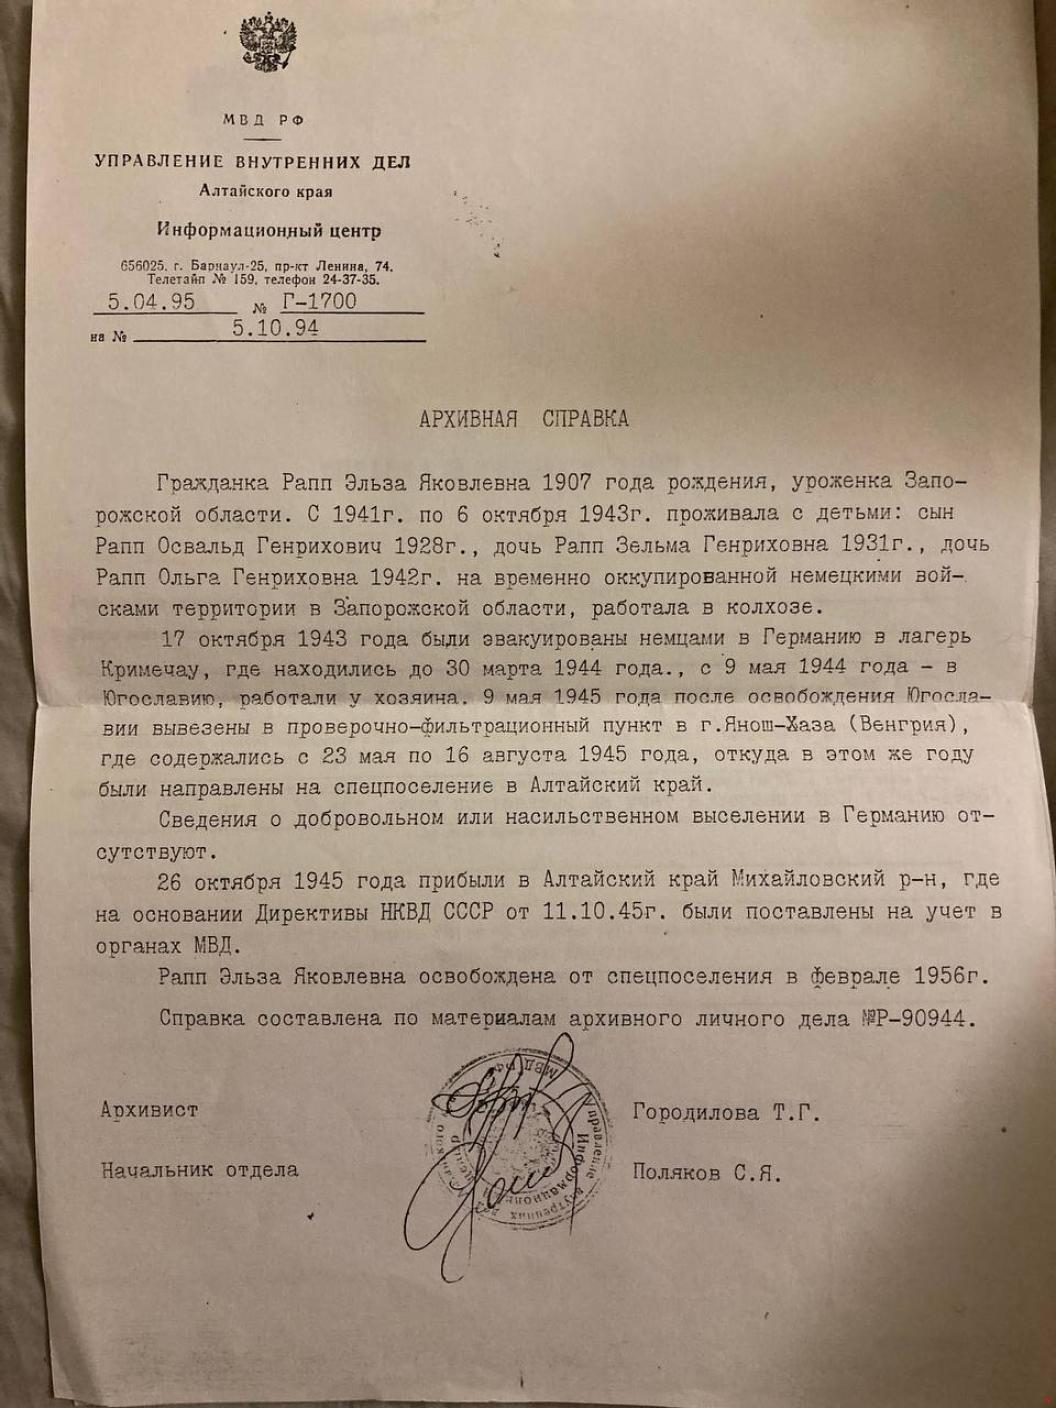 МВД РФ
УПРАВЛЕНИЕ ВНУТРЕННИХ ДЕЛ
Алтайского края
Информационный центр
656025, г. Барнаул-25, пр-кт Ленина, 74,
Телетайп № 159, телефон 24-37-35.
5.04.95 № Г-1700
на № 5.10.94
АРХИВНАЯ СПРАВКА
Гражданка Рапп Эльза Яковлевна 1907 года рождения, уроженка Запо-
рожской области. С 1941г. по 6 октября 1943г. проживала с детьми: сын
Рапп Освальд Генрихович 1928г., дочь Рапп Зельма Генриховна 1931г., дочь
Рапп Ольга Генриховна 1942г. на временно оккупированной немецкими вой-
сками территории в Запорожской области, работала в колхозе.
17 октября 1943 года были эвакуированы немцами в Германию в лагерь
Кримечау, где находились до 30 марта 1944 года., с 9 мая 1944 года - в
Югославию, работали у хозяина. 9 мая 1945 года после освобождения Югосла-
вии вывезены в проверочно-фильтрационный пункт в г.Янош-Хаза (Венгрия),
где содержались с 23 мая по 16 августа 1945 года, откуда в этом же году
были направлены на спецпоселение в Алтайский край.
Сведения о добровольном или насильственном выселении в Германию от-
сутствуют.
26 октября 1945 года прибыли в Алтайский край Михайловский р-н, где
на основании Директивы НКВД СССР от 11.10.45г. были поставлены на учет в
органах МВД.
Рапп Эльза Яковлевна освобождена от спецпоселения в феврале 1956г.
Справка составлена по материалам архивного личного дела №Р-90944.
Архивист Городилова Т.Г.
Начальник отдела Поляков С.Я.
МВД РФ
Управление внутренних дел